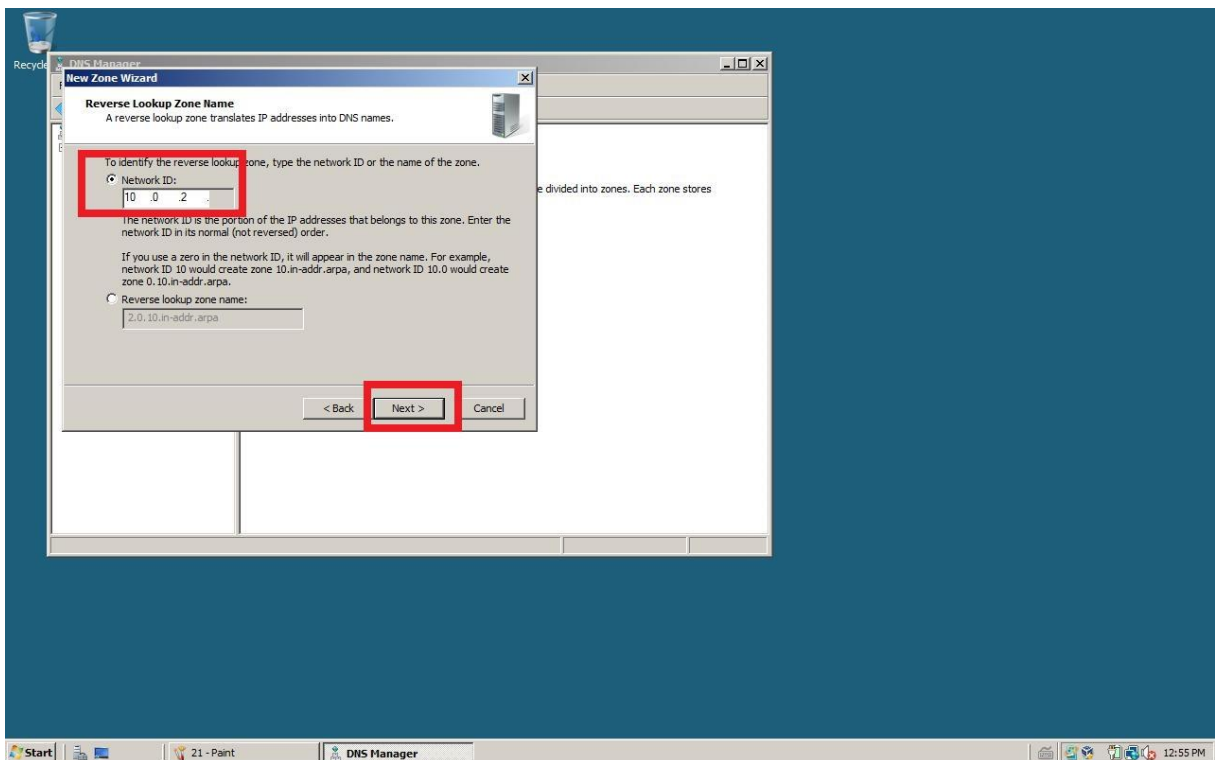 Recycle
DNS Manager
New Zone Wizard
Reverse Lookup Zone Name
A reverse lookup zone translates IP addresses into DNS names.
To identify the reverse lookup zone, type the network ID or the name of the zone.
Network ID:
10 .0 .2 .
e divided into zones. Each zone stores
The network ID is the portion of the IP addresses that belongs to this zone. Enter the
network ID in its normal (not reversed) order.
If you use a zero in the network ID, it will appear in the zone name. For example,
network ID 10 would create zone 10.in-addr.arpa, and network ID 10.0 would create
zone 0.10.in-addr.arpa.
Reverse lookup zone name:
2.0.10.in-addr.arpa
< Back Next > Cancel
Start 21 - Paint DNS Manager 12:55 PM